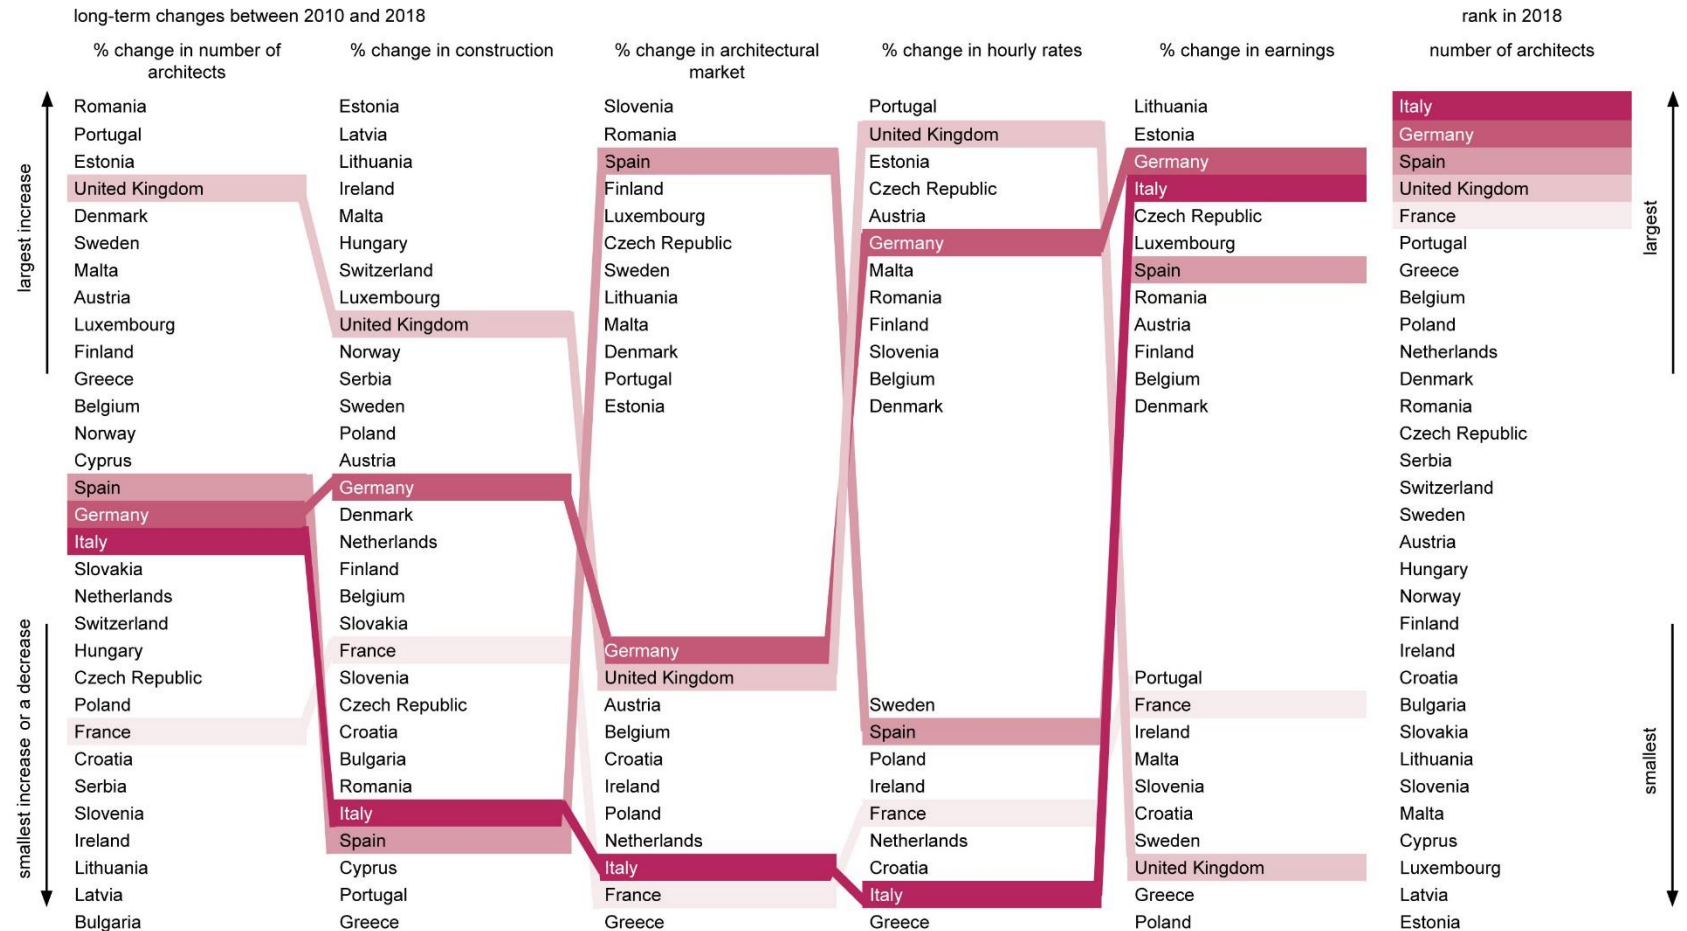 long-term changes between 2010 and 2018
rank in 2018
% change in number of
architects
% change in construction
% change in architectural
market
% change in hourly rates
% change in earnings
number of architects
largest increase
smallest increase or a decrease
Romania
Portugal
Estonia
United Kingdom
Denmark
Sweden
Malta
Austria
Luxembourg
Finland
Greece
Belgium
Norway
Cyprus
Spain
Germany
Italy
Slovakia
Netherlands
Switzerland
Hungary
Czech Republic
Poland
France
Croatia
Serbia
Slovenia
Ireland
Lithuania
Latvia
Bulgaria
Estonia
Latvia
Lithuania
Ireland
Malta
Hungary
Switzerland
Luxembourg
United Kingdom
Norway
Serbia
Sweden
Poland
Austria
Germany
Denmark
Netherlands
Finland
Belgium
Slovakia
France
Slovenia
Czech Republic
Croatia
Bulgaria
Romania
Italy
Spain
Cyprus
Portugal
Greece
Slovenia
Romania
Spain
Finland
Luxembourg
Czech Republic
Sweden
Lithuania
Malta
Denmark
Portugal
Estonia
Germany
United Kingdom
Austria
Belgium
Croatia
Ireland
Poland
Netherlands
Italy
France
Greece
Portugal
United Kingdom
Estonia
Czech Republic
Austria
Germany
Malta
Romania
Finland
Slovenia
Belgium
Denmark
Sweden
Spain
Poland
Ireland
France
Netherlands
Croatia
Italy
Greece
Lithuania
Estonia
Germany
Italy
Czech Republic
Luxembourg
Spain
Romania
Austria
Finland
Belgium
Denmark
Portugal
France
Ireland
Malta
Slovenia
Croatia
Sweden
United Kingdom
Greece
Poland
Italy
Germany
Spain
United Kingdom
France
Portugal
Greece
Belgium
Poland
Netherlands
Denmark
Romania
Czech Republic
Serbia
Switzerland
Sweden
Austria
Hungary
Norway
Finland
Ireland
Croatia
Bulgaria
Slovakia
Lithuania
Slovenia
Malta
Cyprus
Luxembourg
Latvia
Estonia
largest
smallest